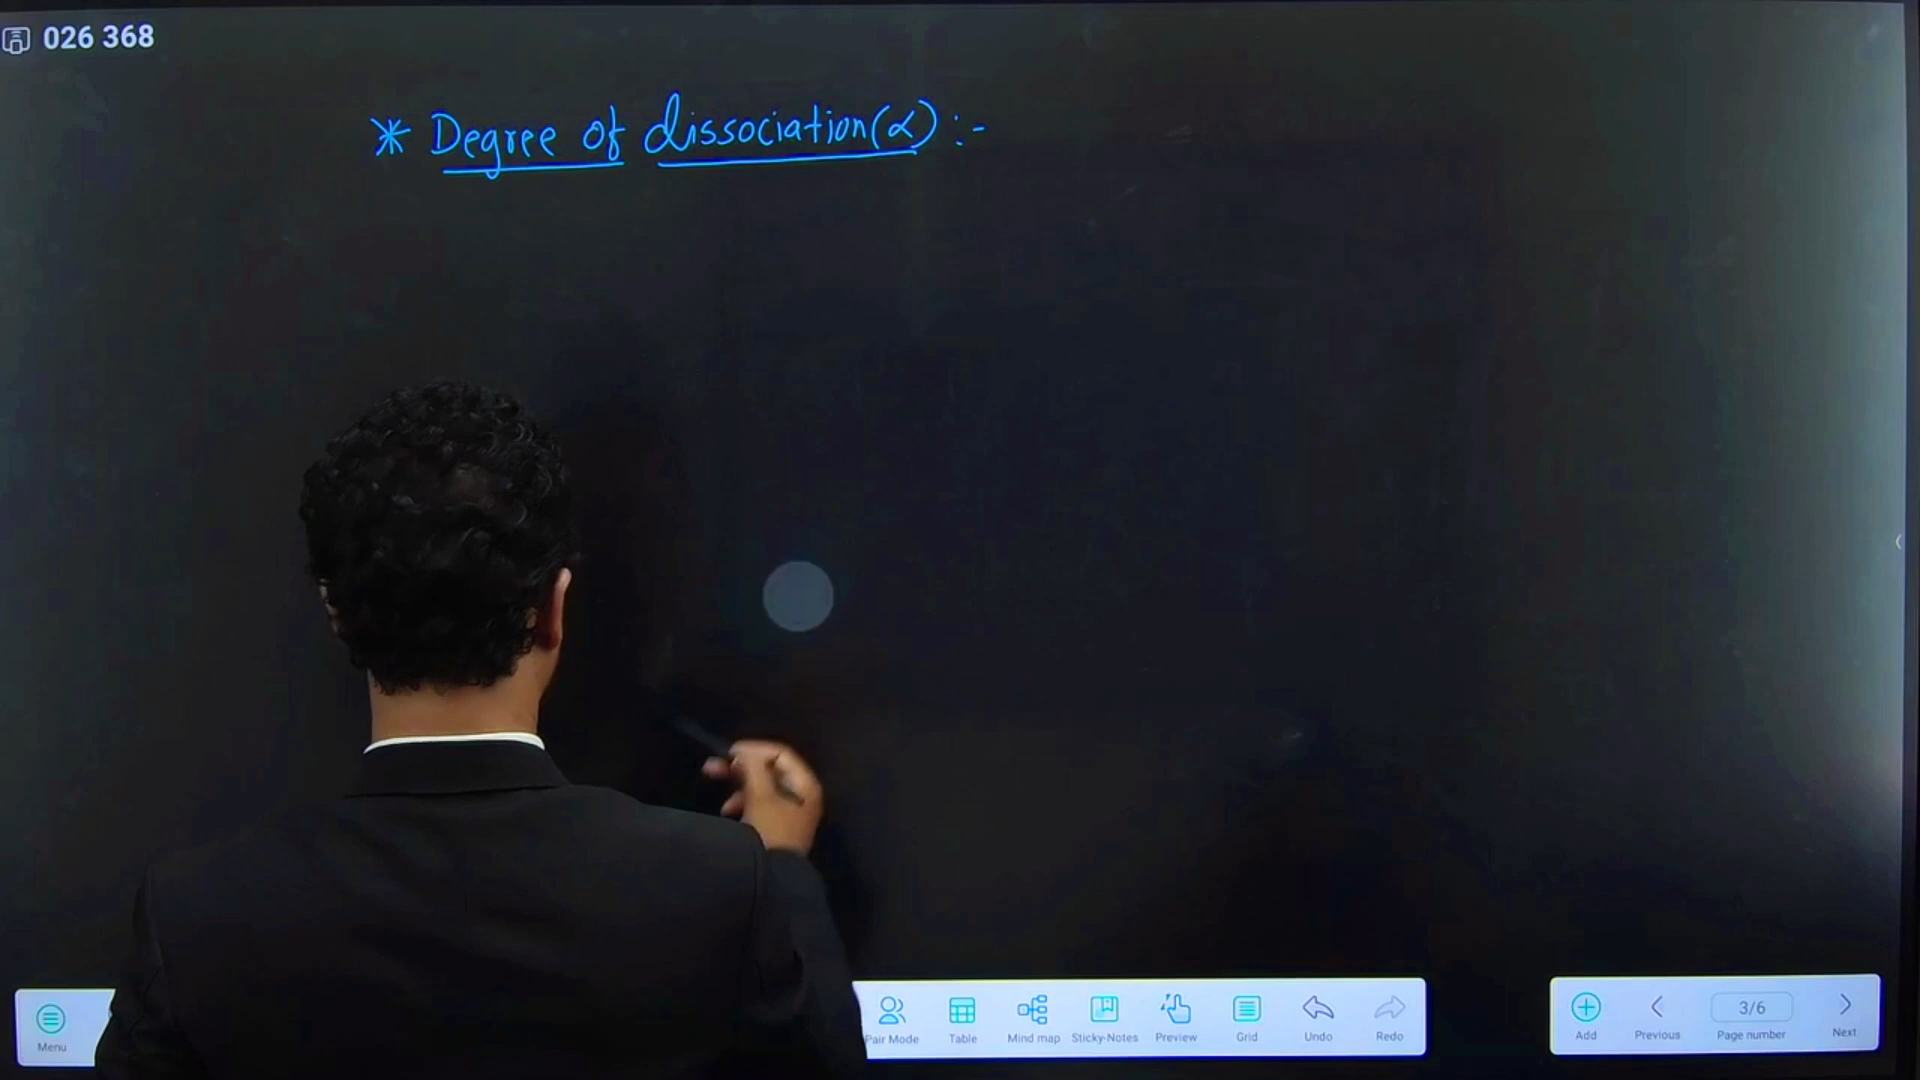 026 368
* Degree of dissociation(α) :-
Menu
Pair Mode Table Mind map Sticky-Notes Preview Grid Undo Redo
Add Previous 3/6 Page number Next